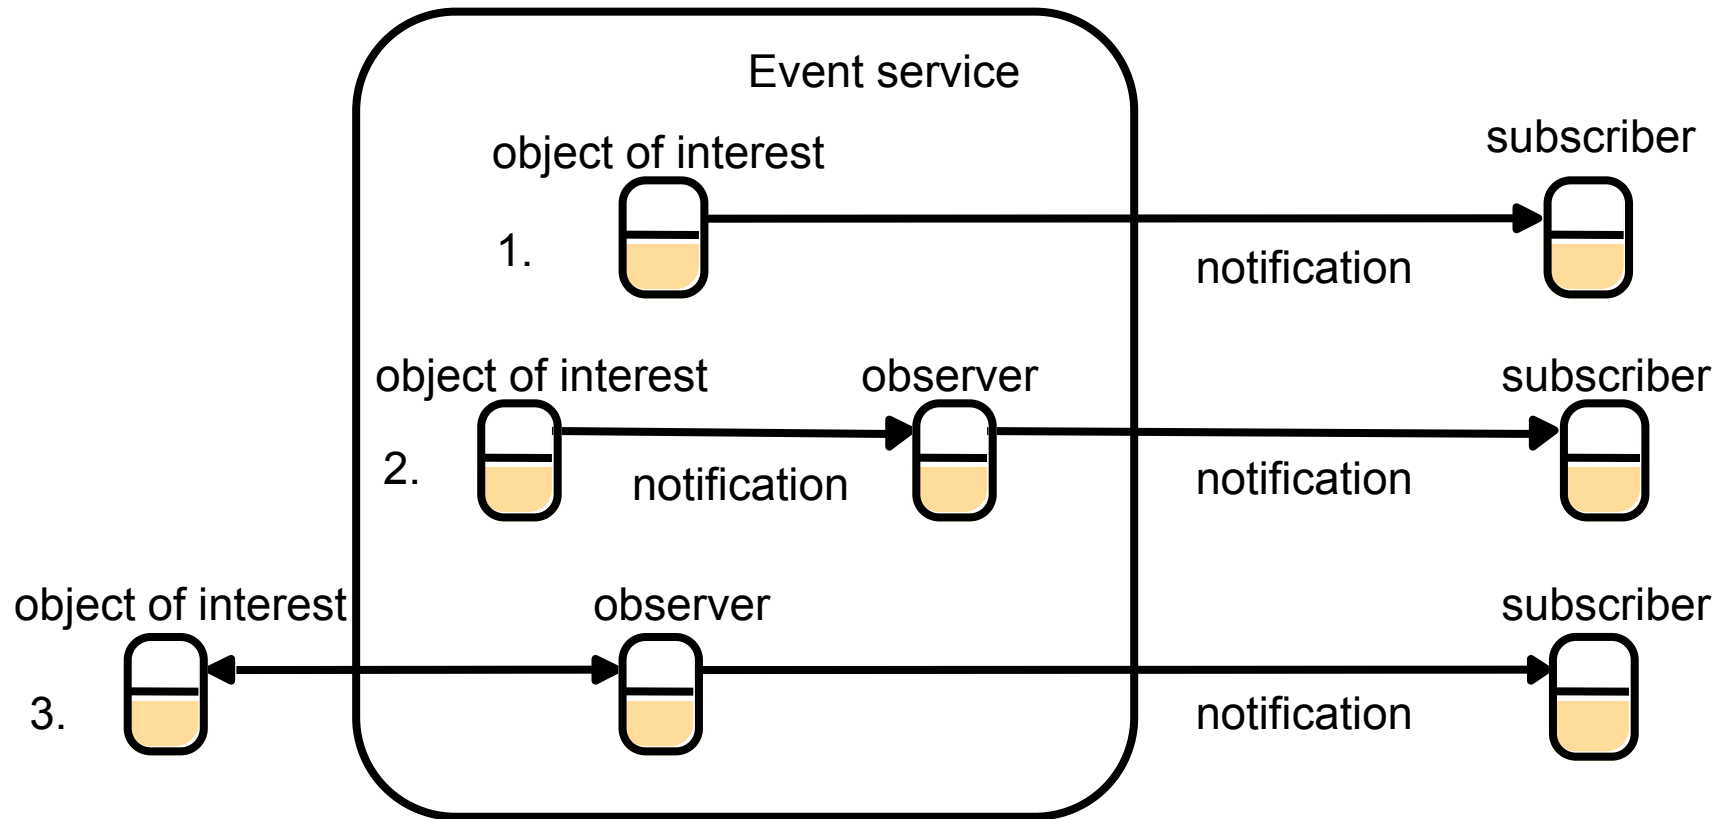 Event service
object of interest
subscriber
1.
notification
object of interest
observer
subscriber
2.
notification
notification
object of interest
observer
subscriber
3.
notification